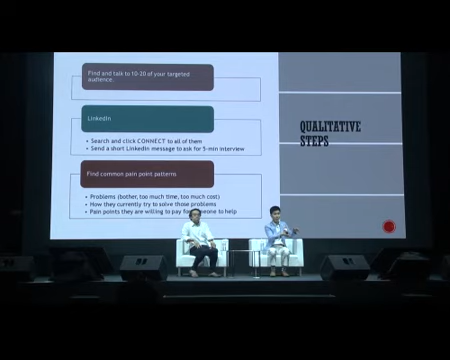 Find and talk to 10-20 of your targeted
audience.
LinkedIn
Search and click CONNECT to all of them
Send a short LinkedIn message to ask for 5-min interview
Find common pain point patterns
Problems (bother, too much time, too much cost)
How they currently try to solve those problems
Pain points they are willing to pay for someone to help
QUALITATIVE
STEPS